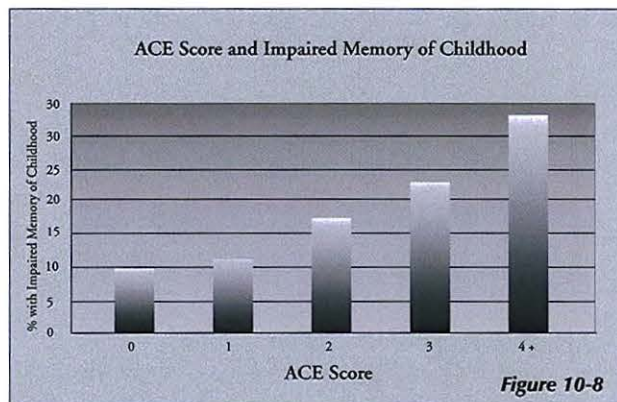 ACE Score and Impaired Memory of Childhood
% with Impaired Memory of Childhood
30
25
20
15
10
5
0
0 1 2 3 4 +
ACE Score
Figure 10-8